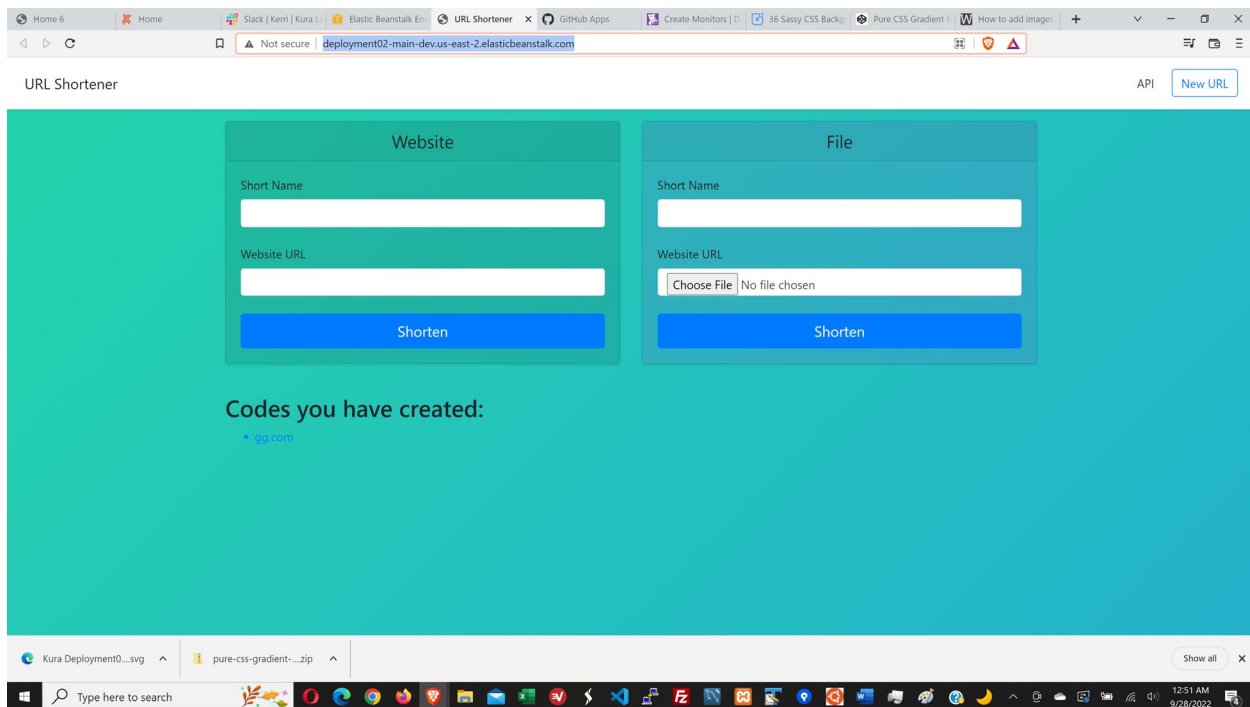 Home 6
Home
Slack | Kerri | Kura L
Elastic Beanstalk En
URL Shortener
GitHub Apps
Create Monitors | D
36 Sassy CSS Backg
Pure CSS Gradient
How to add images
Not secure
deployment02-main-dev.us-east-2.elasticbeanstalk.com
URL Shortener
API
New URL
Website
Short Name
Website URL
Shorten
File
Short Name
Website URL
Choose File No file chosen
Shorten
Codes you have created:
gg.com
Kura Deployment0....svg
pure-css-gradient-....zip
Show all
Type here to search
12:51 AM
9/28/2022